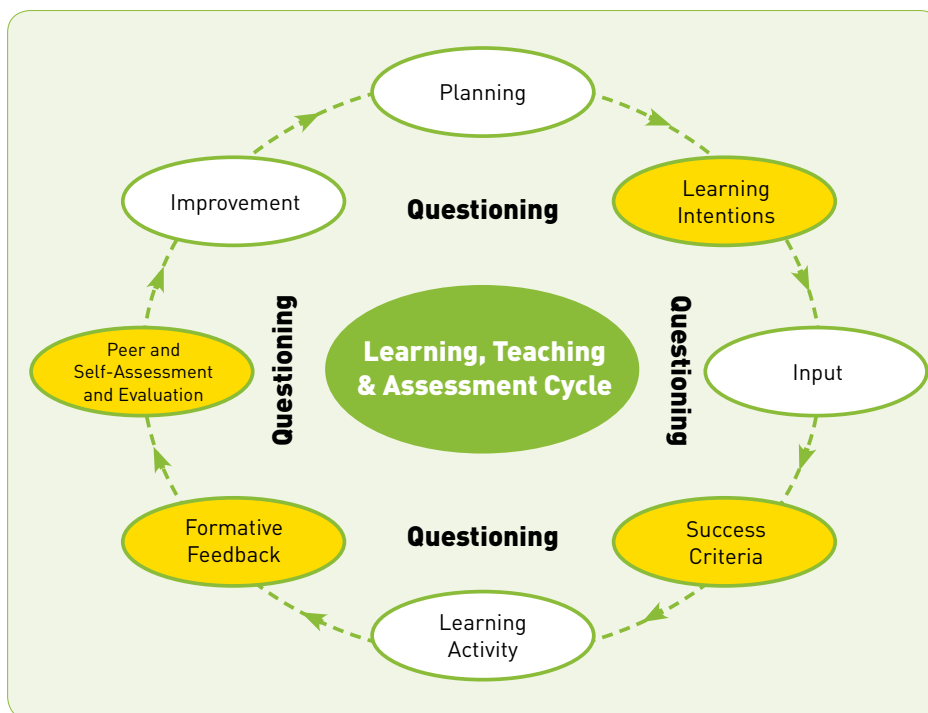 Planning
Learning
Intentions
Improvement
Questioning
Questioning
Learning, Teaching
& Assessment Cycle
Questioning
Input
Peer and
Self-Assessment
and Evaluation
Success
Criteria
Formative
Feedback
Questioning
Learning
Activity